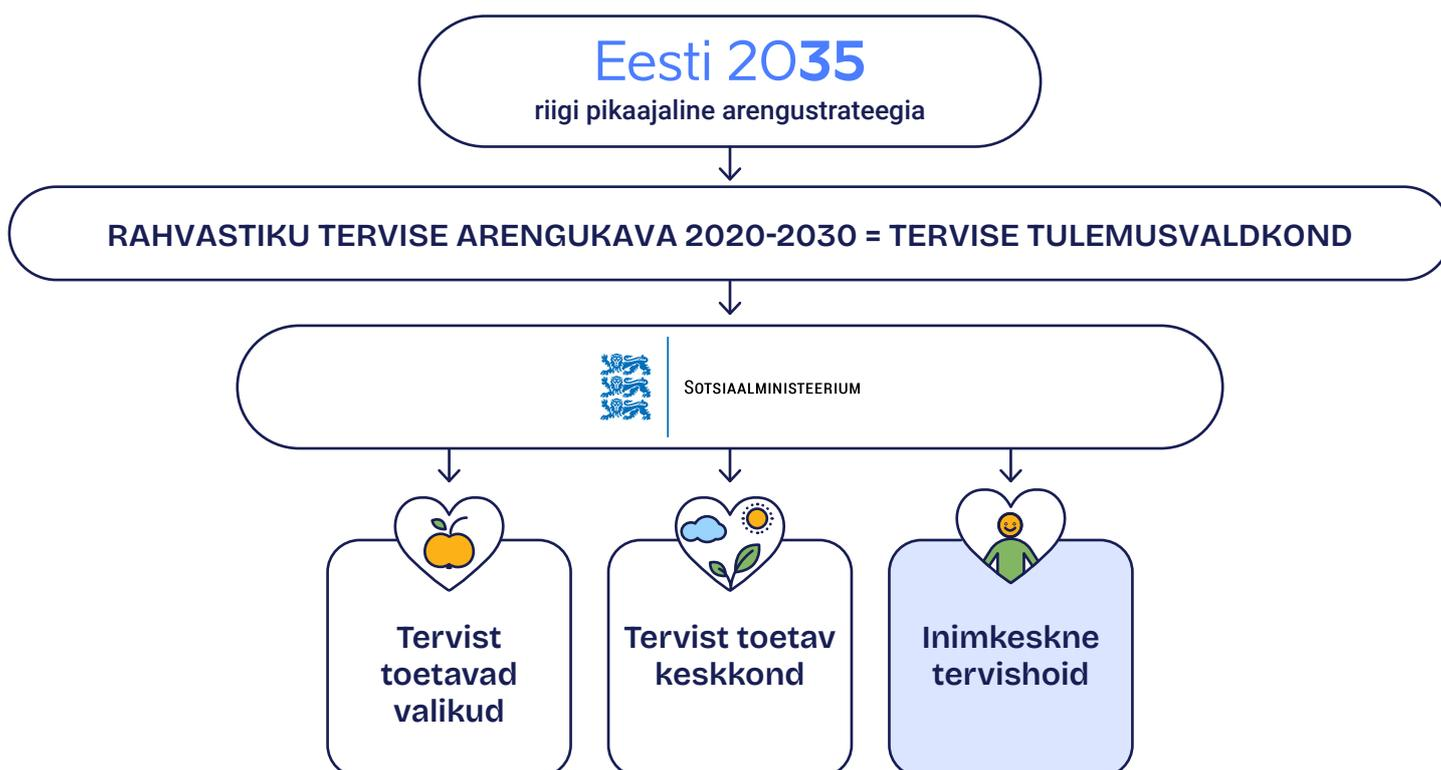 Eesti 2035
riigi pikaajaline arengustrateegia
RAHVASTIKU TERVISE ARENGUKAVA 2020-2030 = TERVISE TULEMUSVALDKOND
SOTSIAALMINISTEERIUM
Tervist
toetavad
valikud
Tervist toetav
keskkond
Inimkeskne
tervishoid